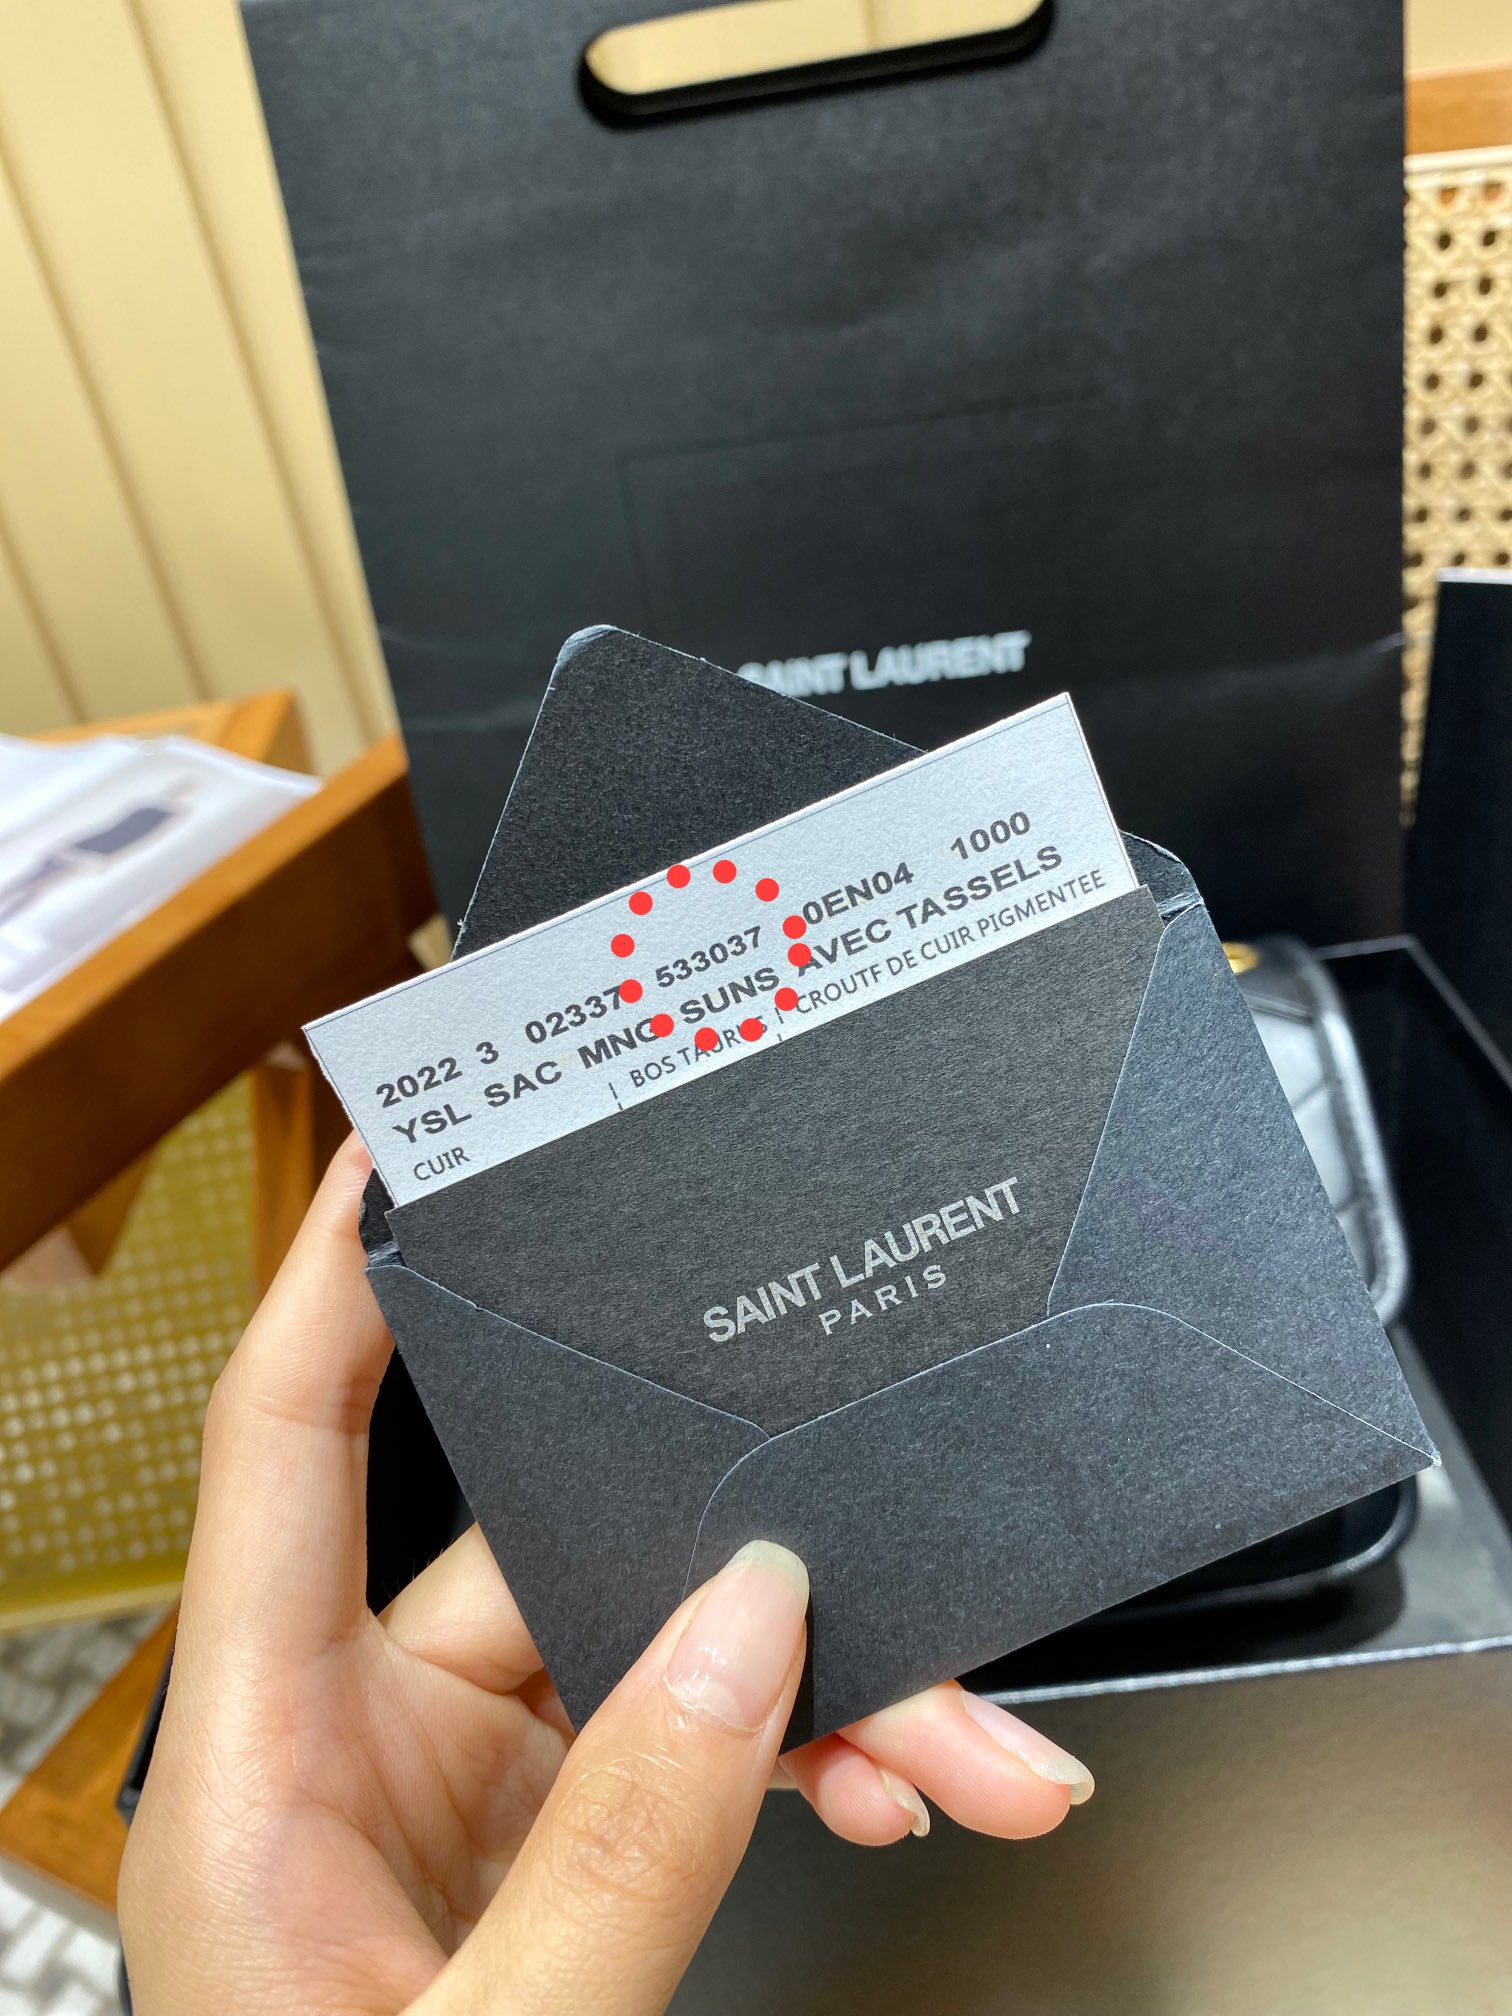 SAINT LAURENT
2022 3 02337 533037 0EN04 1000
YSL SAC MNG SUNS AVEC TASSELS
CUIR | BOS TAURUS | CROUTF DE CUIR PIGMENTEE
SAINT LAURENT
PARIS